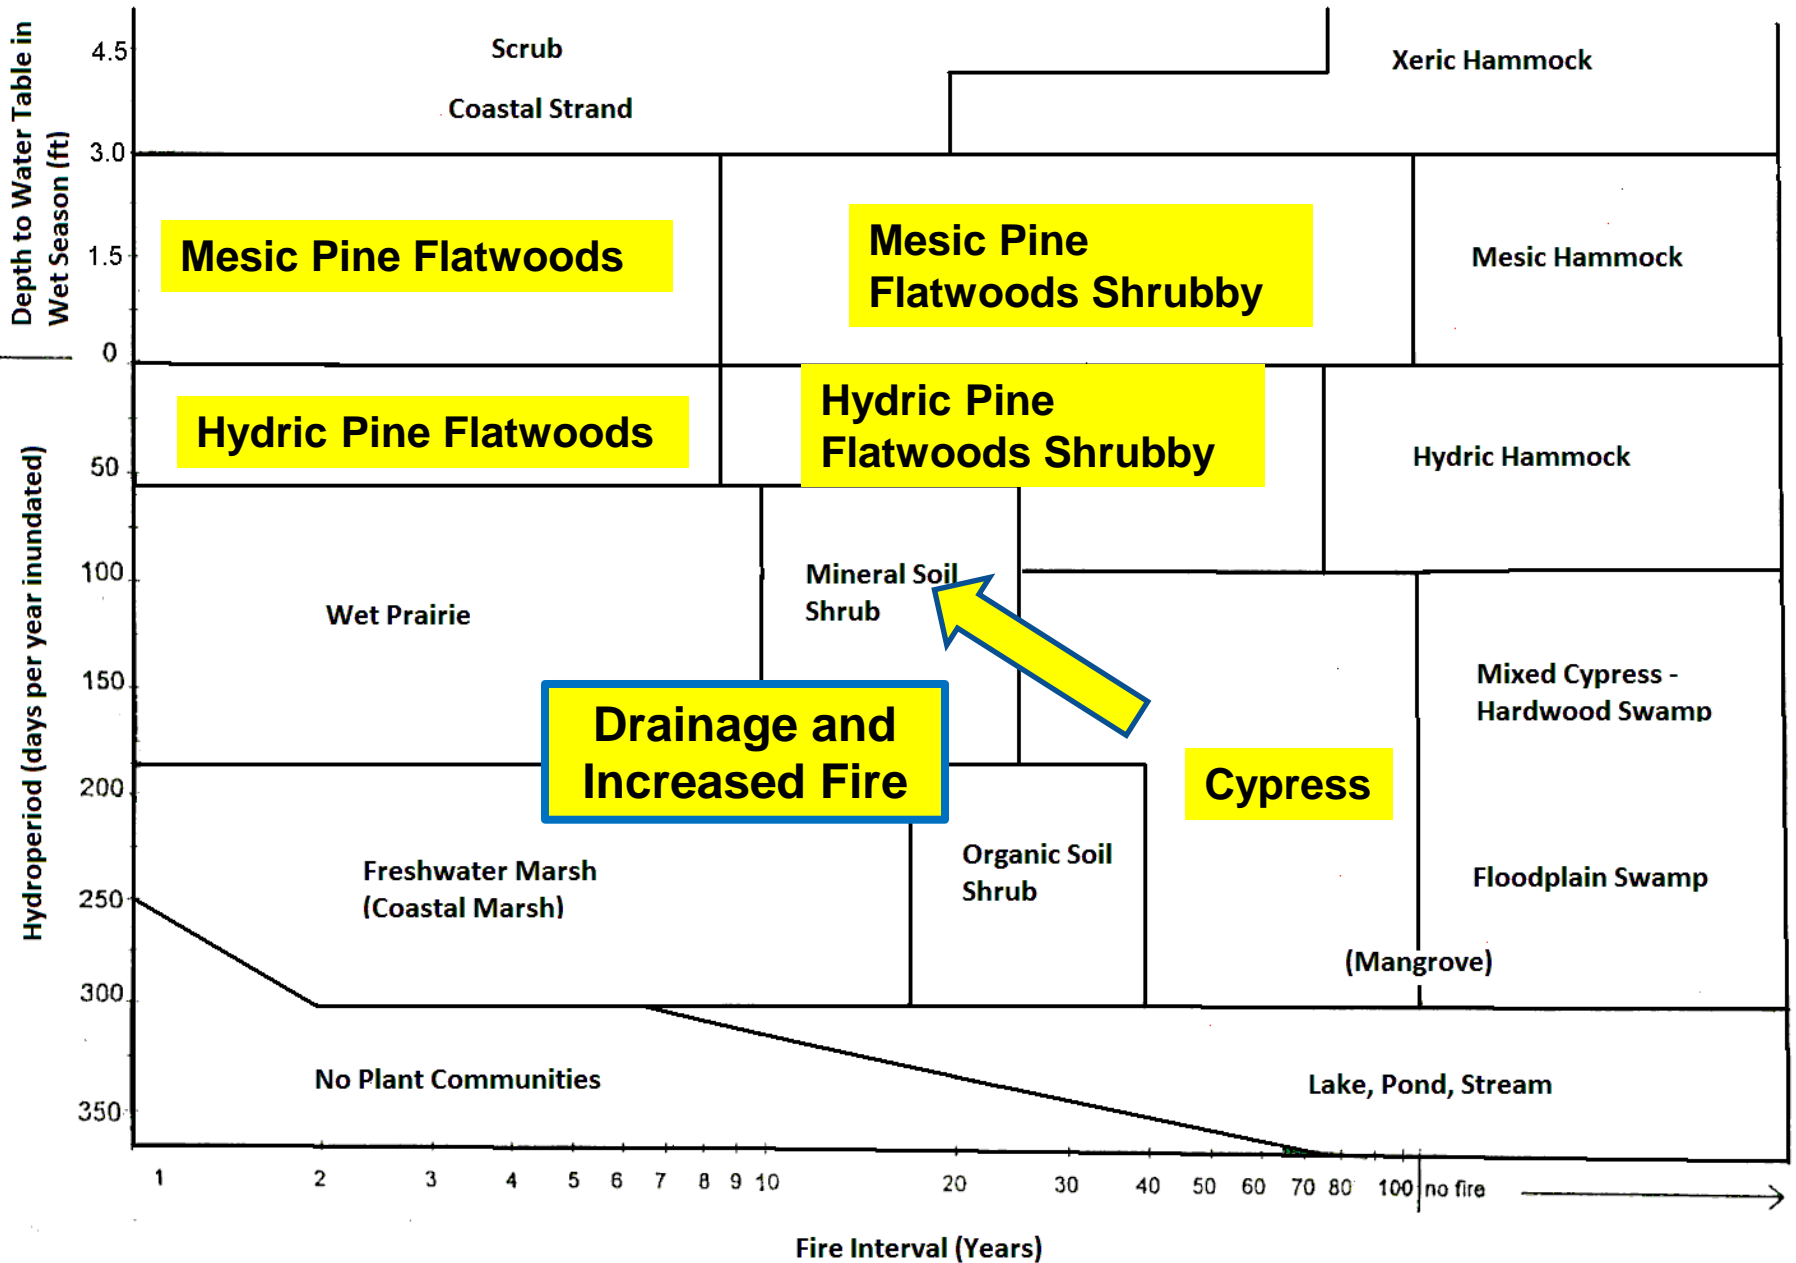 Depth to Water Table in
Wet Season (ft)
4.5
3.0
1.5
0
Scrub
Coastal Strand
Xeric Hammock
Mesic Pine Flatwoods
Mesic Pine
Flatwoods Shrubby
Mesic Hammock
Hydroperiod (days per year inundated)
50
100
150
200
250
300
350
Hydric Pine Flatwoods
Hydric Pine
Flatwoods Shrubby
Hydric Hammock
Wet Prairie
Mineral Soil
Shrub
Mixed Cypress -
Hardwood Swamp
Drainage and
Increased Fire
Cypress
Freshwater Marsh
(Coastal Marsh)
Organic Soil
Shrub
Floodplain Swamp
(Mangrove)
No Plant Communities
Lake, Pond, Stream
1 2 3 4 5 6 7 8 9 10 20 30 40 50 60 70 80 100 no fire
Fire Interval (Years)